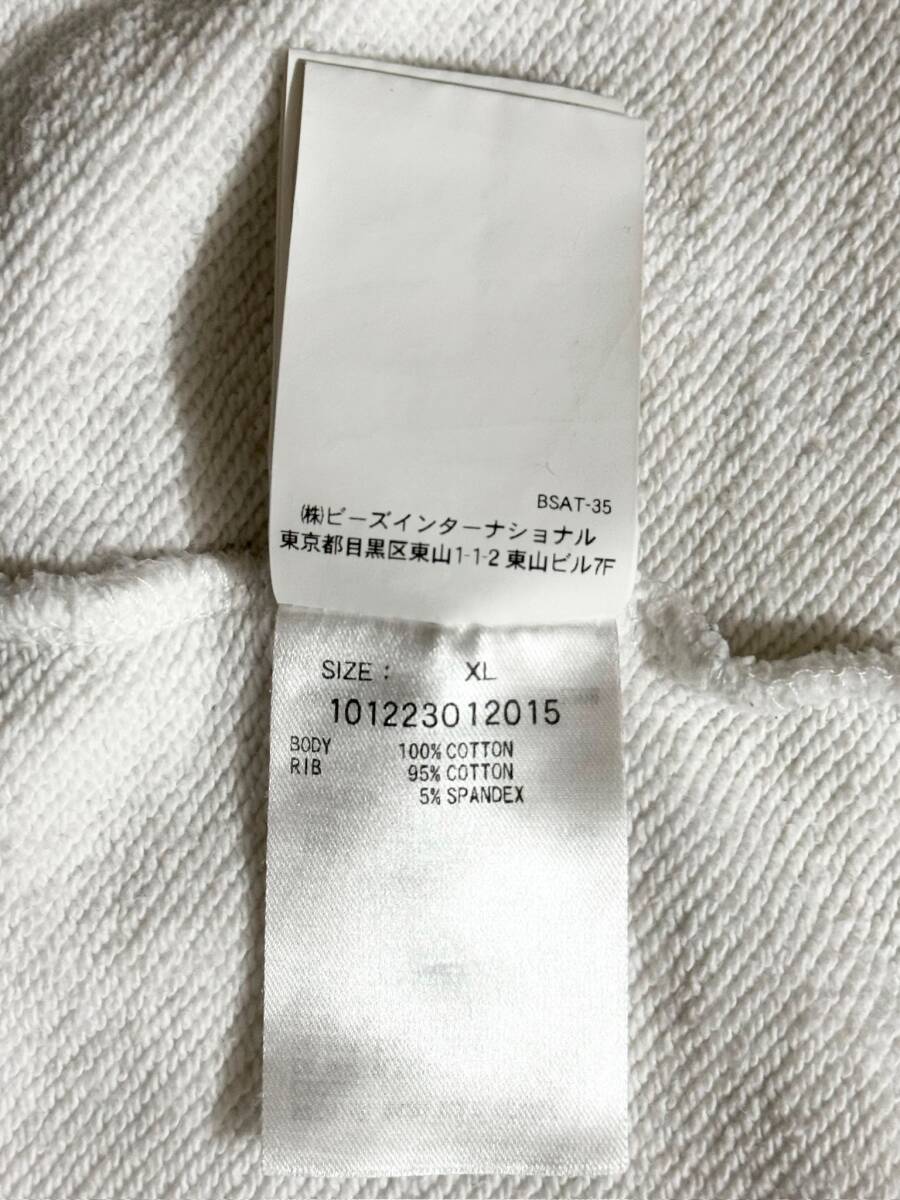 BSAT-35
㈱ビーズインターナショナル
東京都目黒区東山1-1-2 東山ビル7F
SIZE : XL
101223012015
BODY 100% COTTON
RIB 95% COTTON
5% SPANDEX